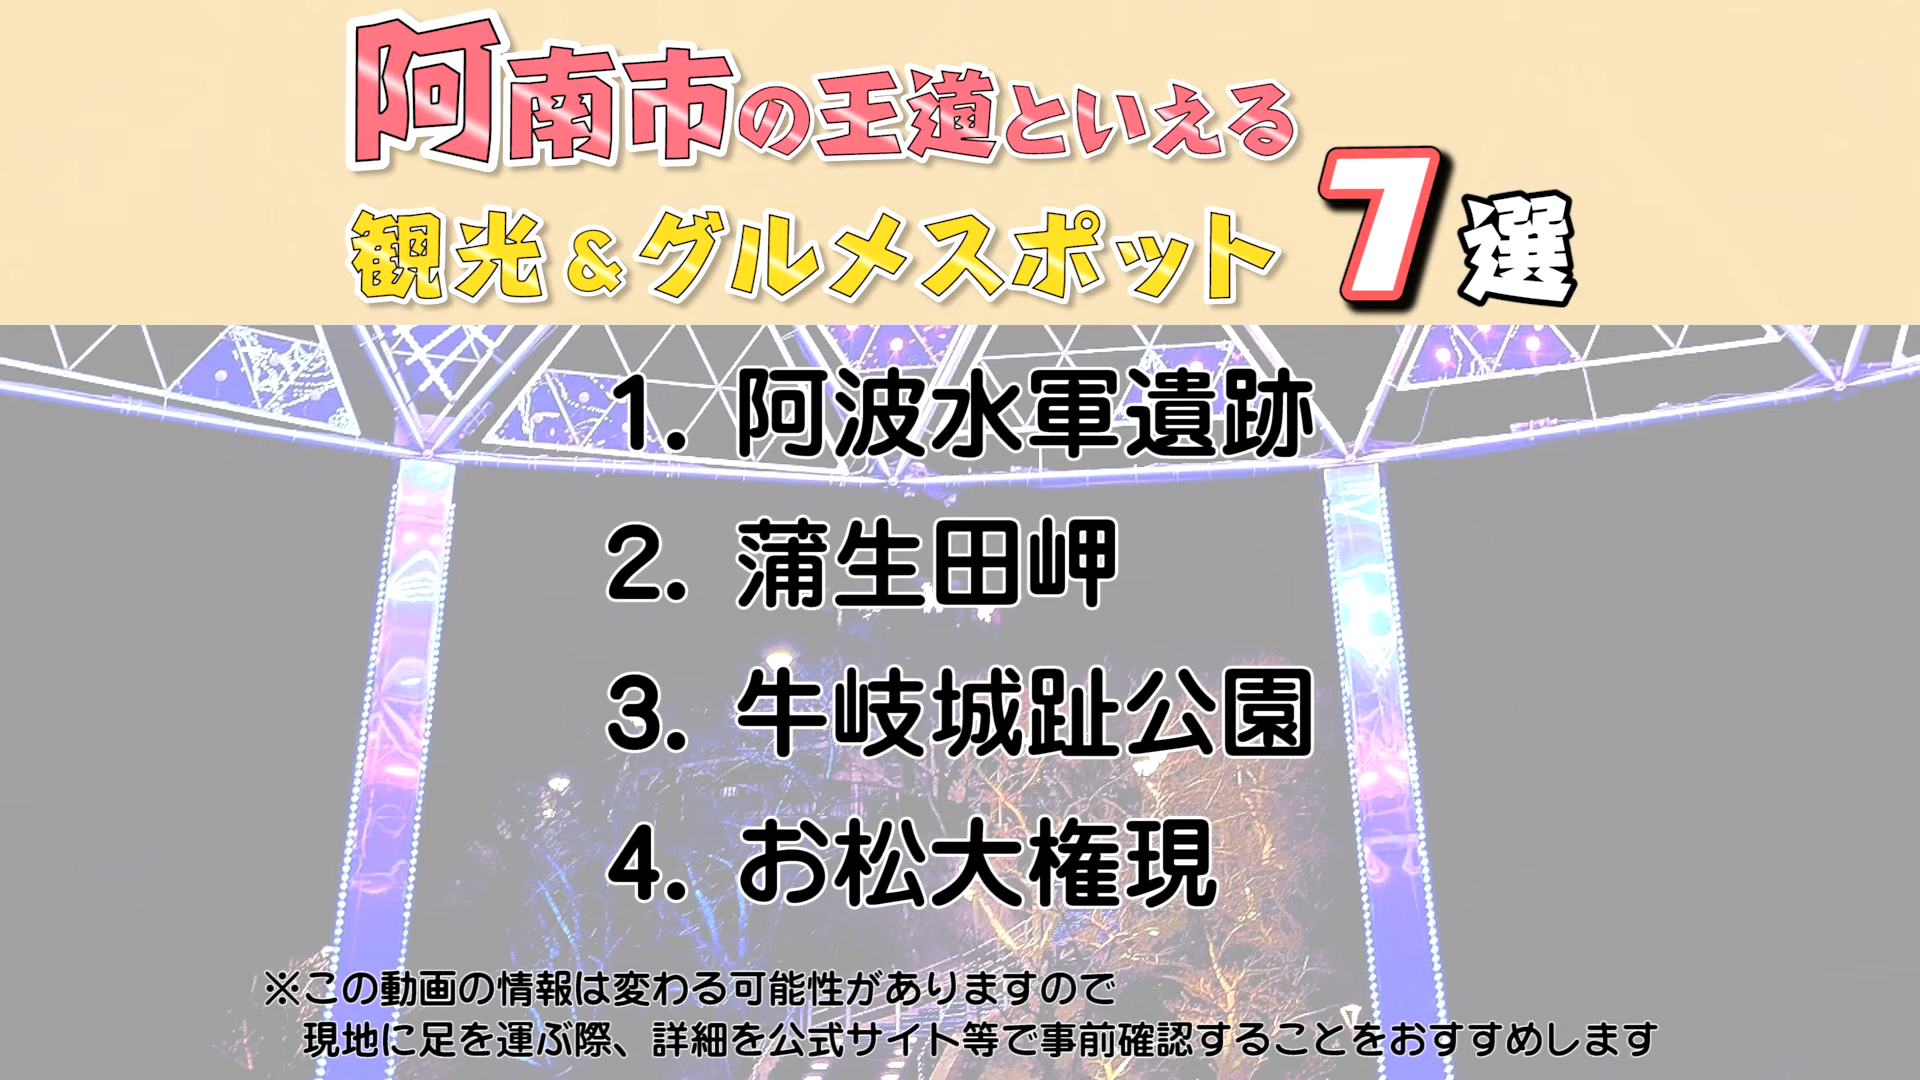 阿南市の王道といえる
観光&グルメスポット7選
1. 阿波水軍遺跡
2. 蒲生田岬
3. 牛岐城趾公園
4. お松大権現
※この動画の情報は変わる可能性がありますので
現地に足を運ぶ際、詳細を公式サイト等で事前確認することをおすすめします